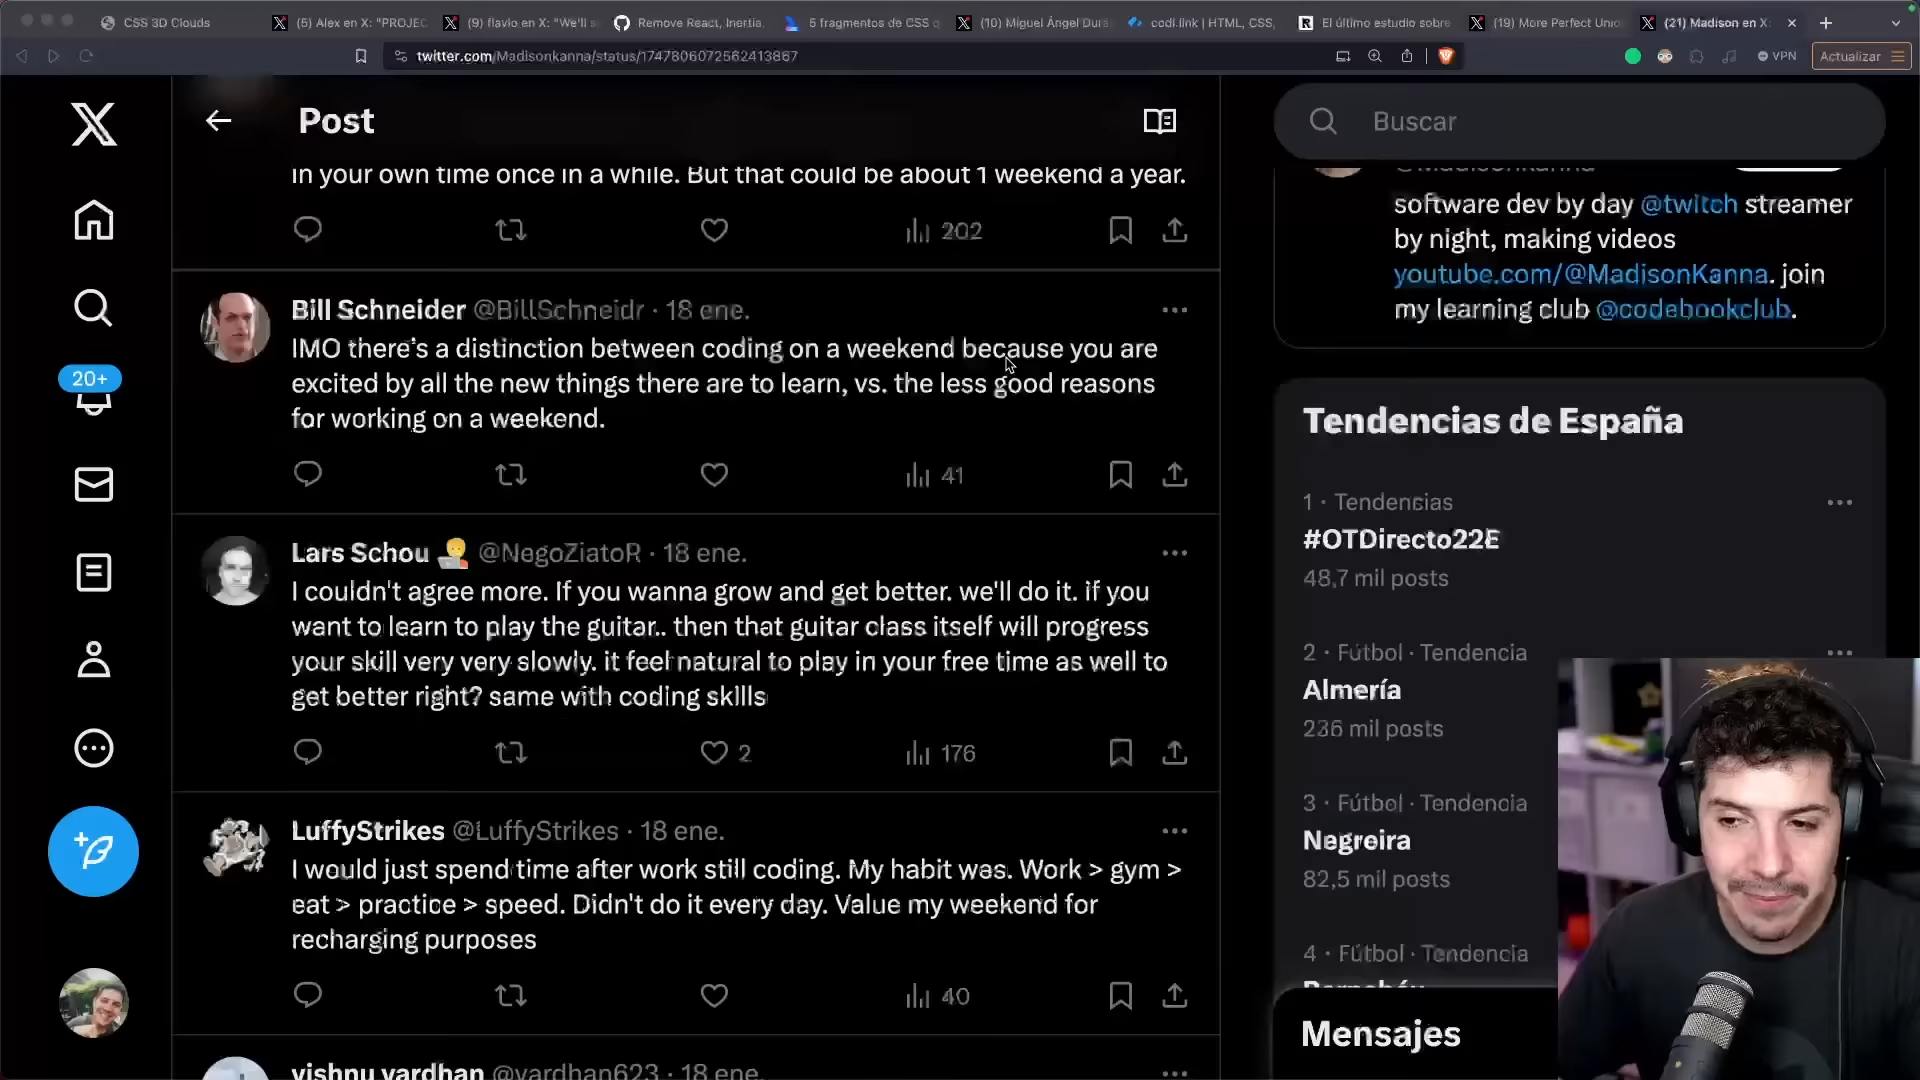 CSS 3D Clouds
(5) Alex en X: "PROJEC
(9) flavio en X: "We'll s
Remove React, Inertia,
5 fragmentos de CSS q
(10) Miguel Ángel Durá
codi.link | HTML, CSS,
El último estudio sobre
(19) More Perfect Unio
(21) Madison en X:
twitter.com/Madisonkanna/status/1747806072562413867
VPN
Actualizar
Post
in your own time once in a while. But that could be about 1 weekend a year.
202
Bill Schneider @BillSchneidr · 18 ene.
IMO there's a distinction between coding on a weekend because you are
excited by all the new things there are to learn, vs. the less good reasons
for working on a weekend.
41
Lars Schou 🧑‍💻 @NegoZiatoR · 18 ene.
I couldn't agree more. If you wanna grow and get better. we'll do it. if you
want to learn to play the guitar.. then that guitar class itself will progress
your skill very very slowly. it feel natural to play in your free time as well to
get better right? same with coding skills
2
176
LuffyStrikes @LuffyStrikes · 18 ene.
I would just spend time after work still coding. My habit was. Work > gym >
eat > practice > speed. Didn't do it every day. Value my weekend for
recharging purposes
40
vishnu vardhan @vardhan623 · 18 ene.
20+
Buscar
@MadisonKanna
software dev by day @twitch streamer
by night, making videos
youtube.com/@MadisonKanna. join
my learning club @codebookclub.
Tendencias de España
1 · Tendencias
#OTDirecto22E
48,7 mil posts
2 · Fútbol · Tendencia
Almería
236 mil posts
3 · Fútbol · Tendencia
Negreira
82,5 mil posts
4 · Fútbol · Tendencia
Bernabéu
Mensajes